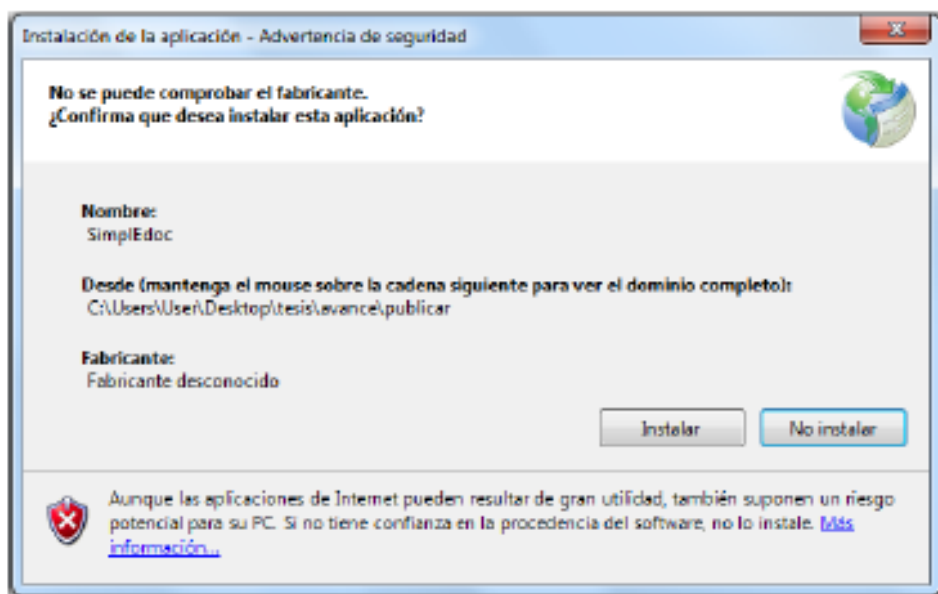 Instalación de la aplicación - Advertencia de seguridad
No se puede comprobar el fabricante.
¿Confirma que desea instalar esta aplicación?
Nombre:
SimplEdoc
Desde (mantenga el mouse sobre la cadena siguiente para ver el dominio completo):
C:\Users\User\Desktop\tesis\avance\publicar
Fabricante:
Fabricante desconocido
Instalar
No instalar
Aunque las aplicaciones de Internet pueden resultar de gran utilidad, también suponen un riesgo
potencial para su PC. Si no tiene confianza en la procedencia del software, no lo instale. Más
información...